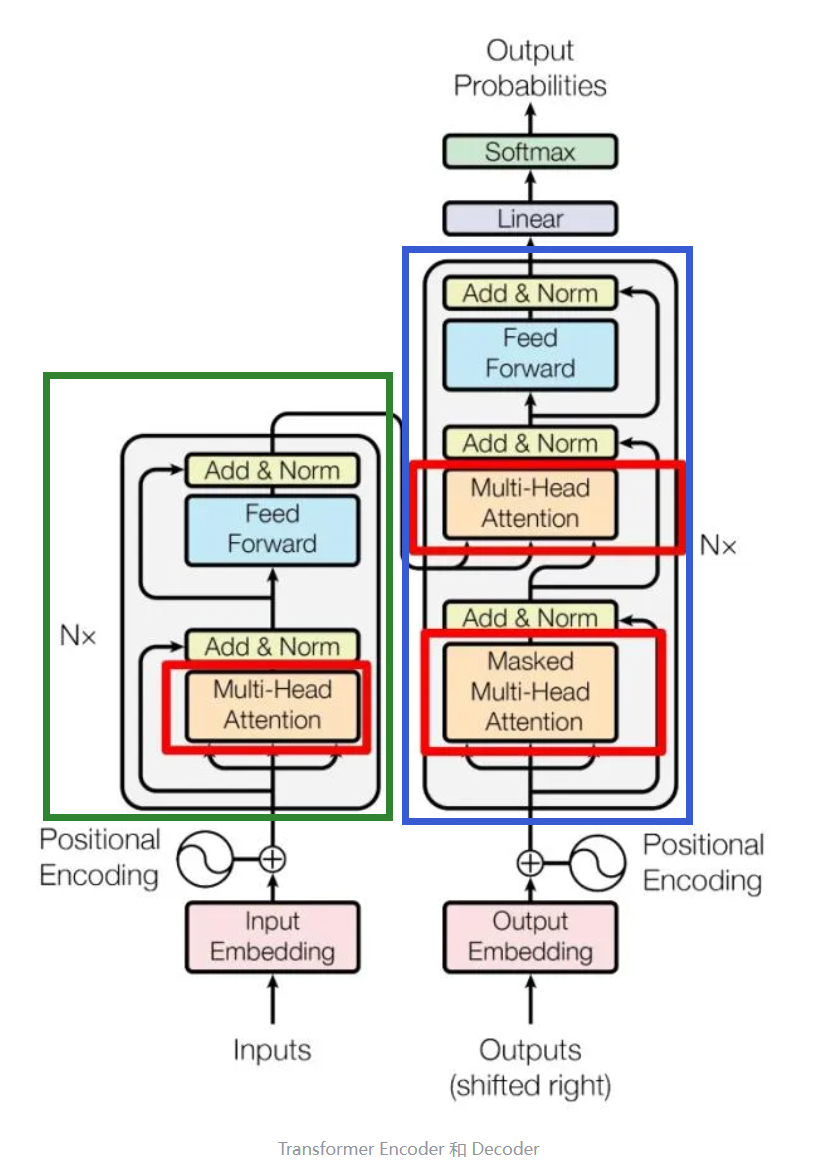 Output
Probabilities
Softmax
Linear
Add & Norm
Feed
Forward
Add & Norm
Multi-Head
Attention
Nx
Add & Norm
Masked
Multi-Head
Attention
Add & Norm
Feed
Forward
Nx
Add & Norm
Multi-Head
Attention
Positional
Encoding
Positional
Encoding
Input
Embedding
Output
Embedding
Inputs
Outputs
(shifted right)
Transformer Encoder 和 Decoder